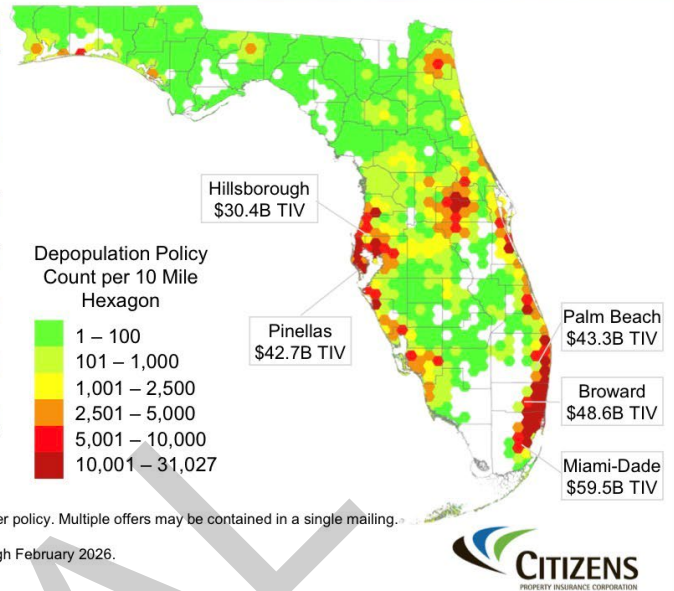 Hillsborough
$30.4B TIV
Depopulation Policy
Count per 10 Mile
Hexagon
1 – 100
101 – 1,000
1,001 – 2,500
2,501 – 5,000
5,001 – 10,000
10,001 – 31,027
Pinellas
$42.7B TIV
Palm Beach
$43.3B TIV
Broward
$48.6B TIV
Miami-Dade
$59.5B TIV
policy. Multiple offers may be contained in a single mailing.
February 2026.
CITIZENS
PROPERTY INSURANCE CORPORATION